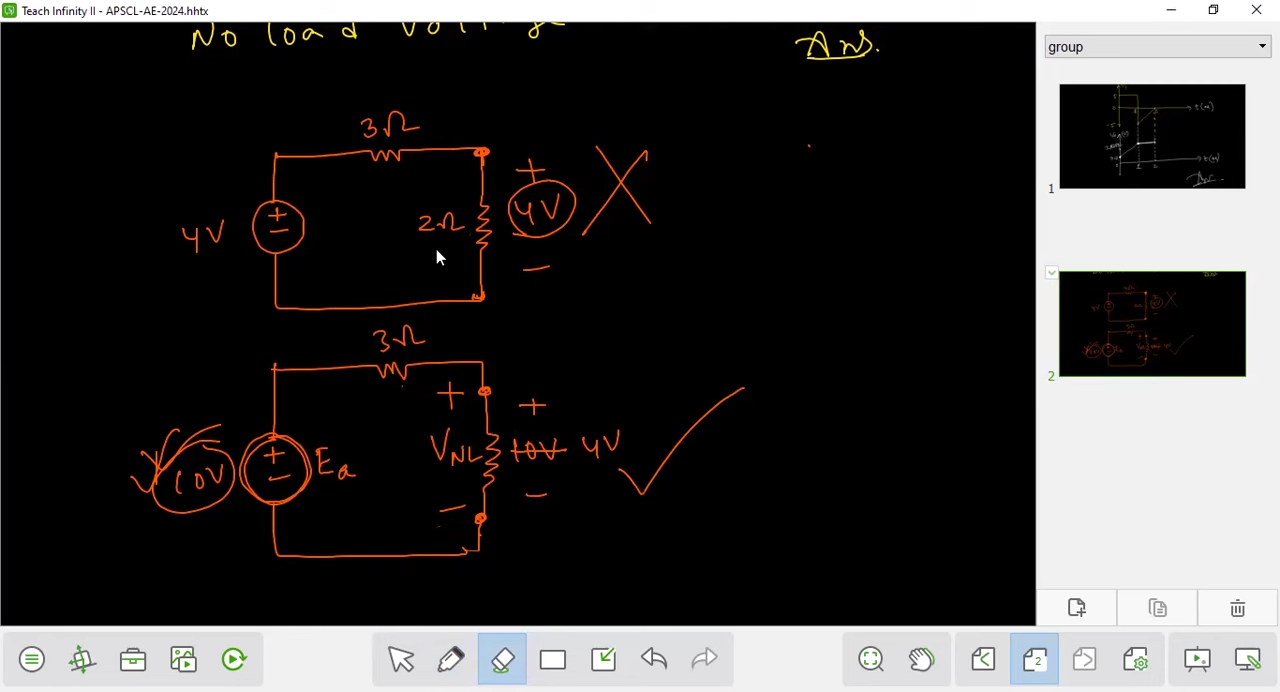 Teach Infinity II - APSCL-AE-2024.hhtx
No load Voltage
Ans.
3Ω
+
4V
+
-
2Ω
4V
-
3Ω
+
+
10V
+
-
Ea
VNL
10V 4V
-
-
group
1
2
2